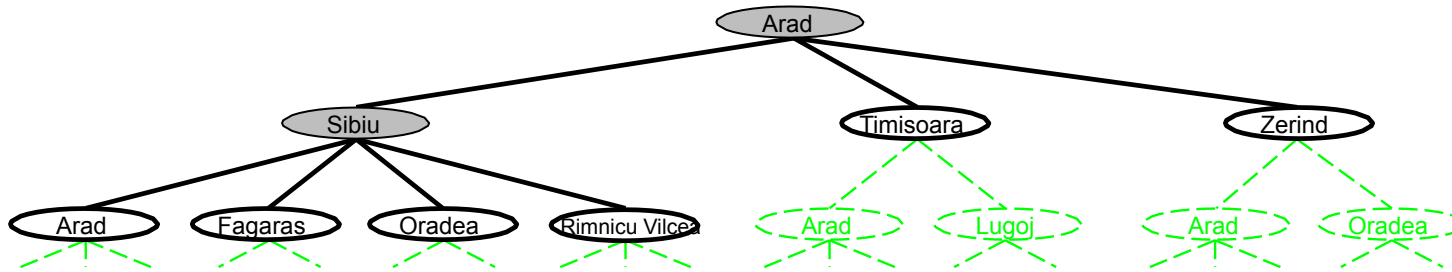 Arad
Sibiu
Timisoara
Zerind
Arad
Fagaras
Oradea
Rimnicu Vilcea
Arad
Lugoj
Arad
Oradea